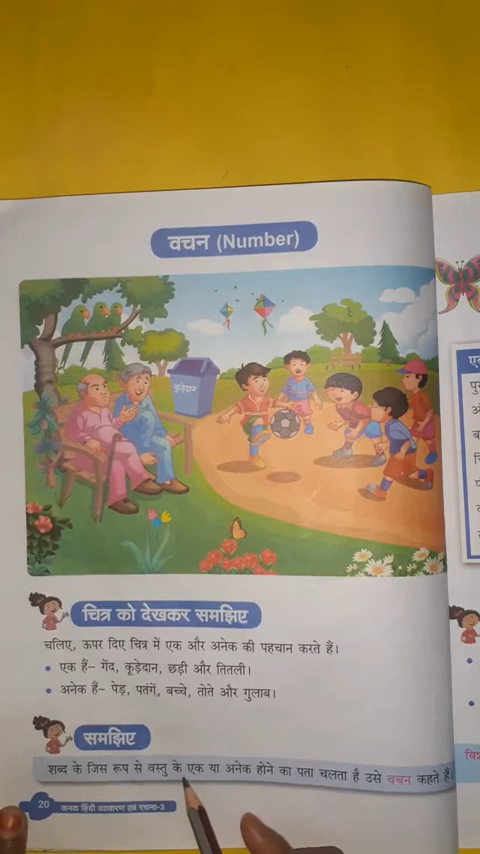 वचन (Number)
कूड़ेदान
चित्र को देखकर समझिए
चलिए, ऊपर दिए चित्र में एक और अनेक की पहचान करते हैं।
• एक हैं– गेंद, कूड़ेदान, छड़ी और तितली।
• अनेक हैं– पेड़, पतंगें, बच्चे, तोते और गुलाब।
समझिए
शब्द के जिस रूप से वस्तु के एक या अनेक होने का पता चलता है उसे वचन कहते हैं।
20 कनक हिंदी व्याकरण एवं रचना-3